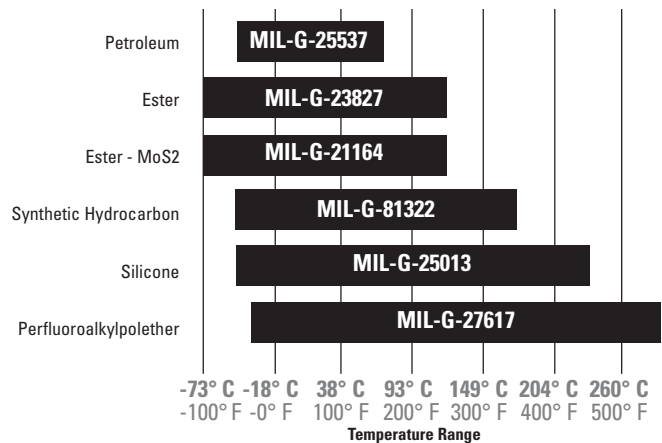 Petroleum MIL-G-25537
Ester MIL-G-23827
Ester - MoS2 MIL-G-21164
Synthetic Hydrocarbon MIL-G-81322
Silicone MIL-G-25013
Perfluoroalkylpolether MIL-G-27617
-73° C -18° C 38° C 93° C 149° C 204° C 260° C
-100° F -0° F 100° F 200° F 300° F 400° F 500° F
Temperature Range